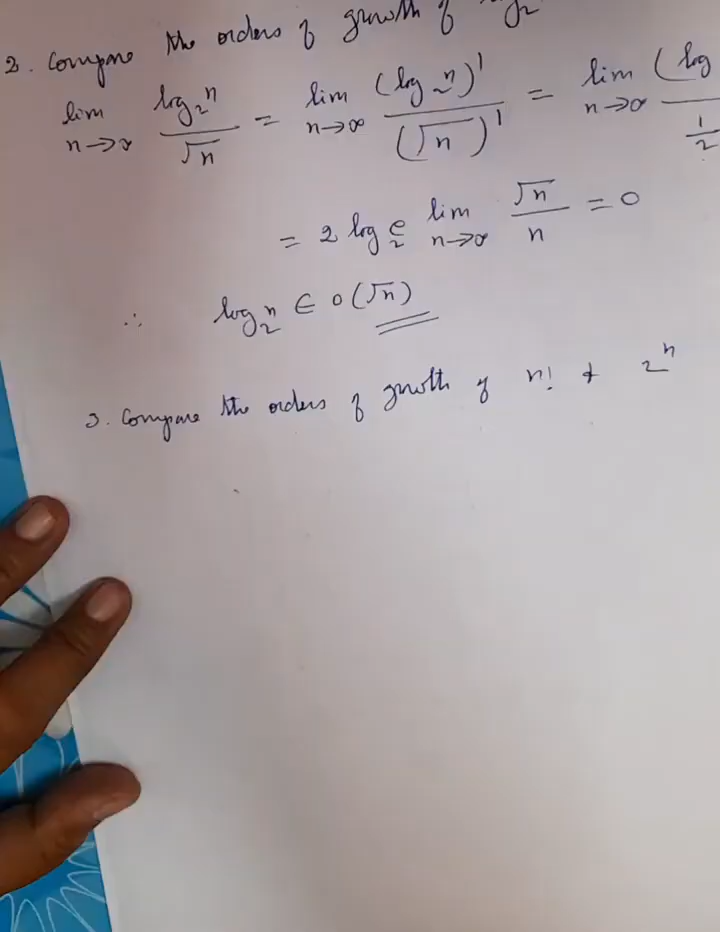 2. Compare the orders of growth of
lim n→∞ log₂ⁿ / √n = lim n→∞ (log₂ⁿ)' / (√n)' = lim n→∞ (log / 1/2
= 2 log₂ᵉ lim n→∞ √n / n = 0
∴ log₂ⁿ ∈ o(√n)
3. Compare the orders of growth of n! & 2ⁿ